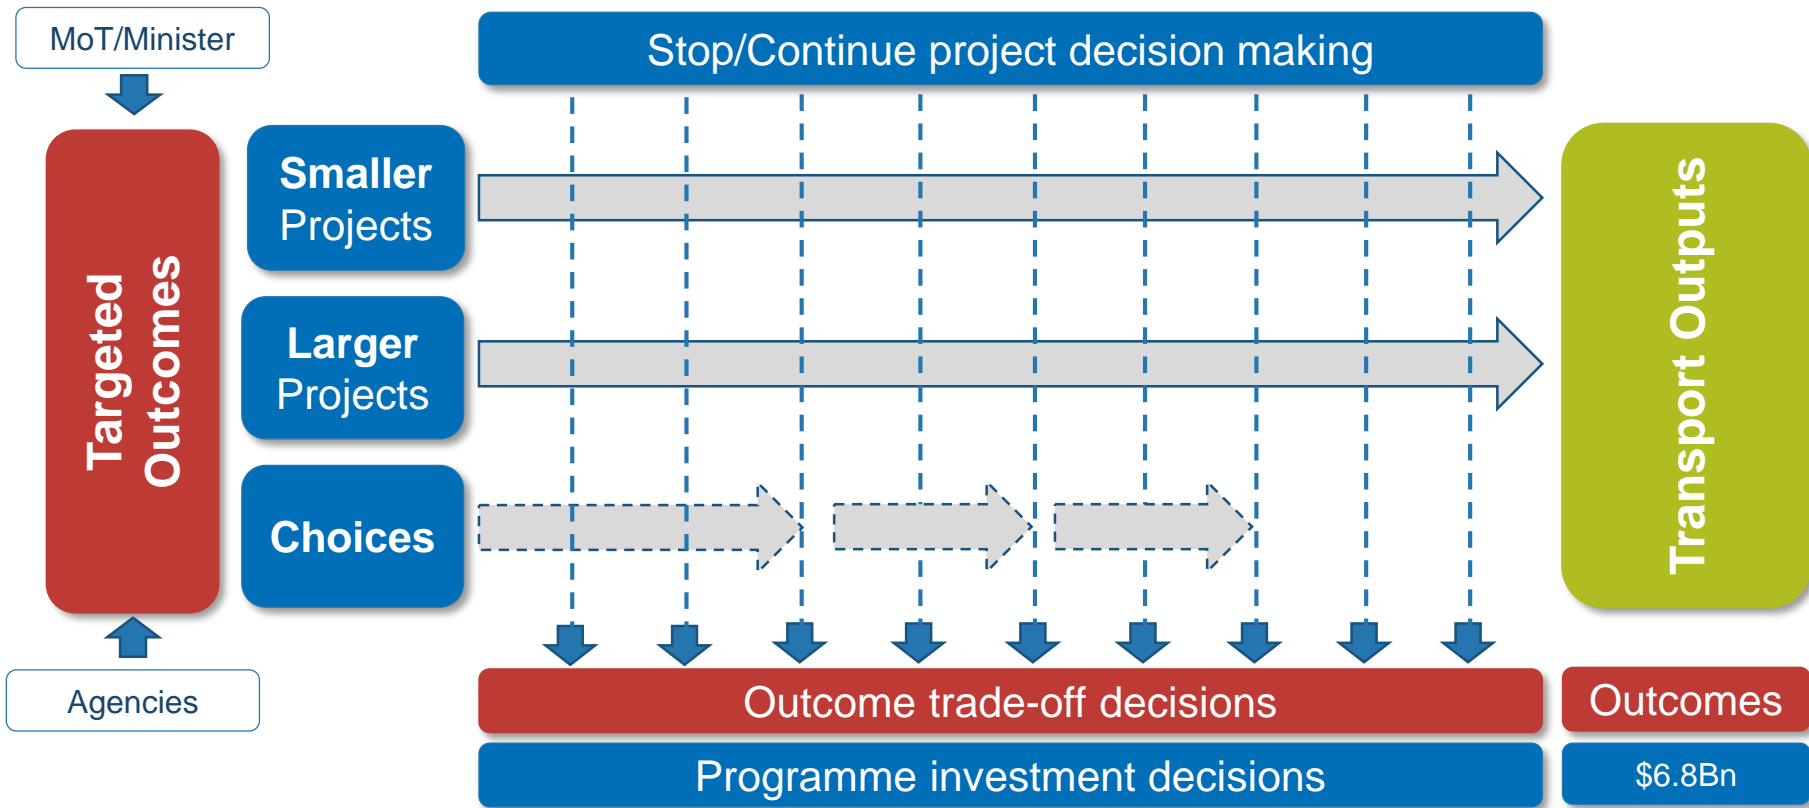 MoT/Minister
Stop/Continue project decision making
Targeted
Outcomes
Smaller
Projects
Larger
Projects
Choices
Transport Outputs
Agencies
Outcome trade-off decisions
Outcomes
Programme investment decisions
$6.8Bn